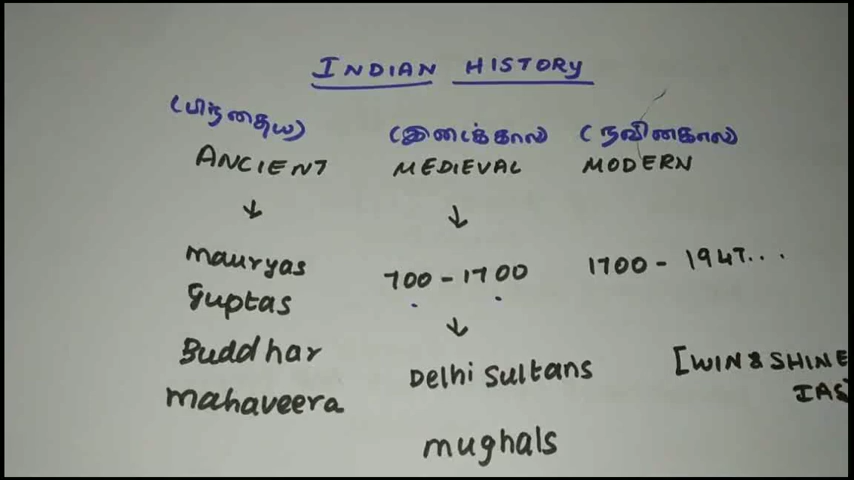 INDIAN HISTORY
(பிந்தைய)
ANCIENT
↓
mauryas
Guptas
Buddhar
mahaveera
(இடைக்கால
MEDIEVAL
↓
700 - 1700
↓
Delhi Sultans
mughals
(நவீனகால
MODERN
1700 - 1947...
[WIN & SHINE
IAS]